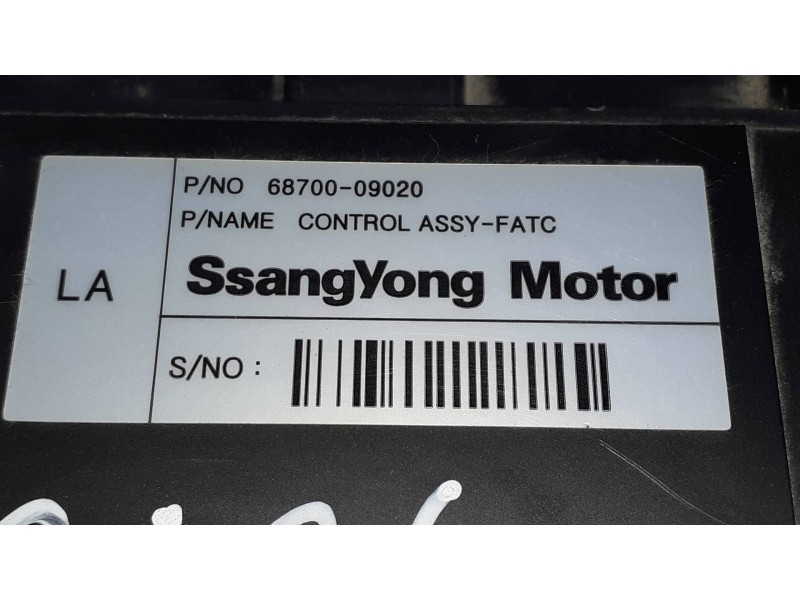 LA
P/NO 68700-09020
P/NAME CONTROL ASSY-FATC
SsangYong Motor
S/NO :